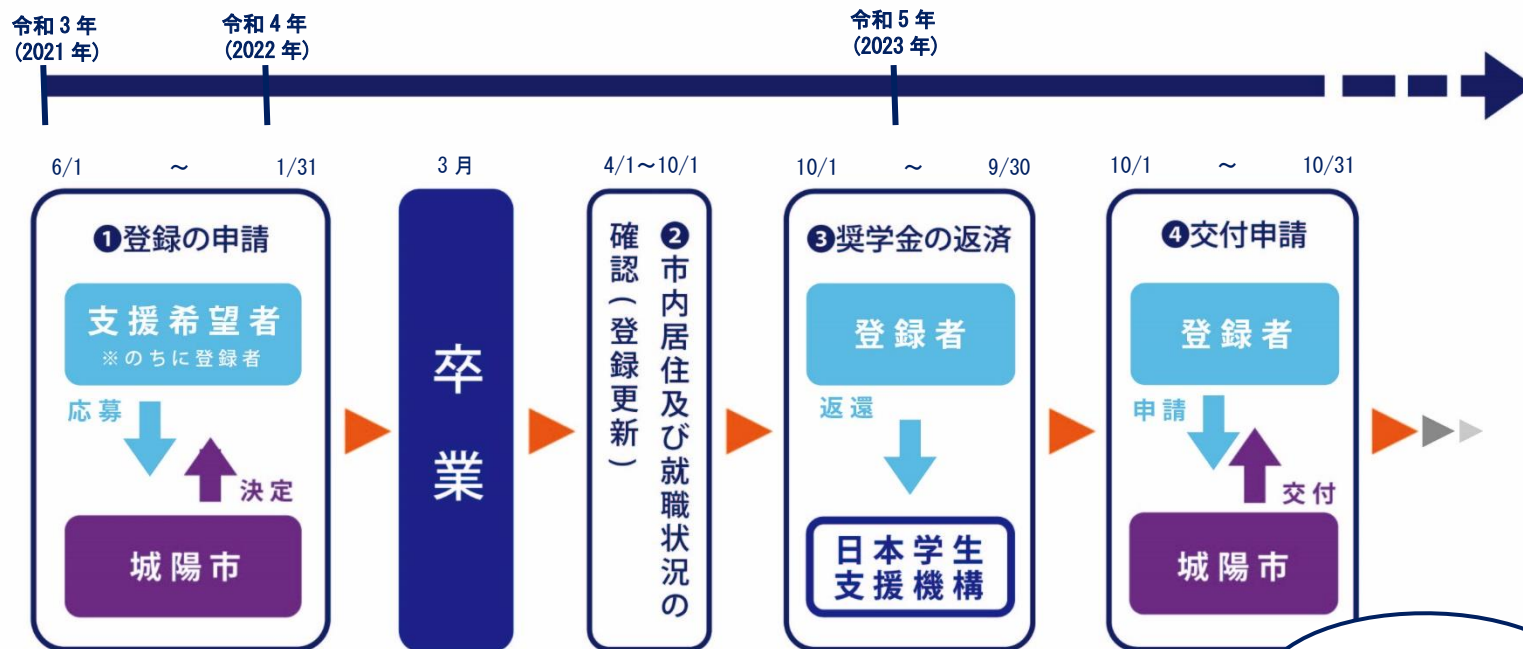 令和3年
(2021年)
令和4年
(2022年)
令和5年
(2023年)
6/1 ～ 1/31
❶登録の申請
支援希望者
※のちに登録者
応募
決定
城陽市
3月
卒業
4/1～10/1
❷市内居住及び就職状況の
確認(登録更新)
10/1 ～ 9/30
❸奨学金の返済
登録者
返還
日本学生
支援機構
10/1 ～ 10/31
❹交付申請
登録者
申請
交付
城陽市